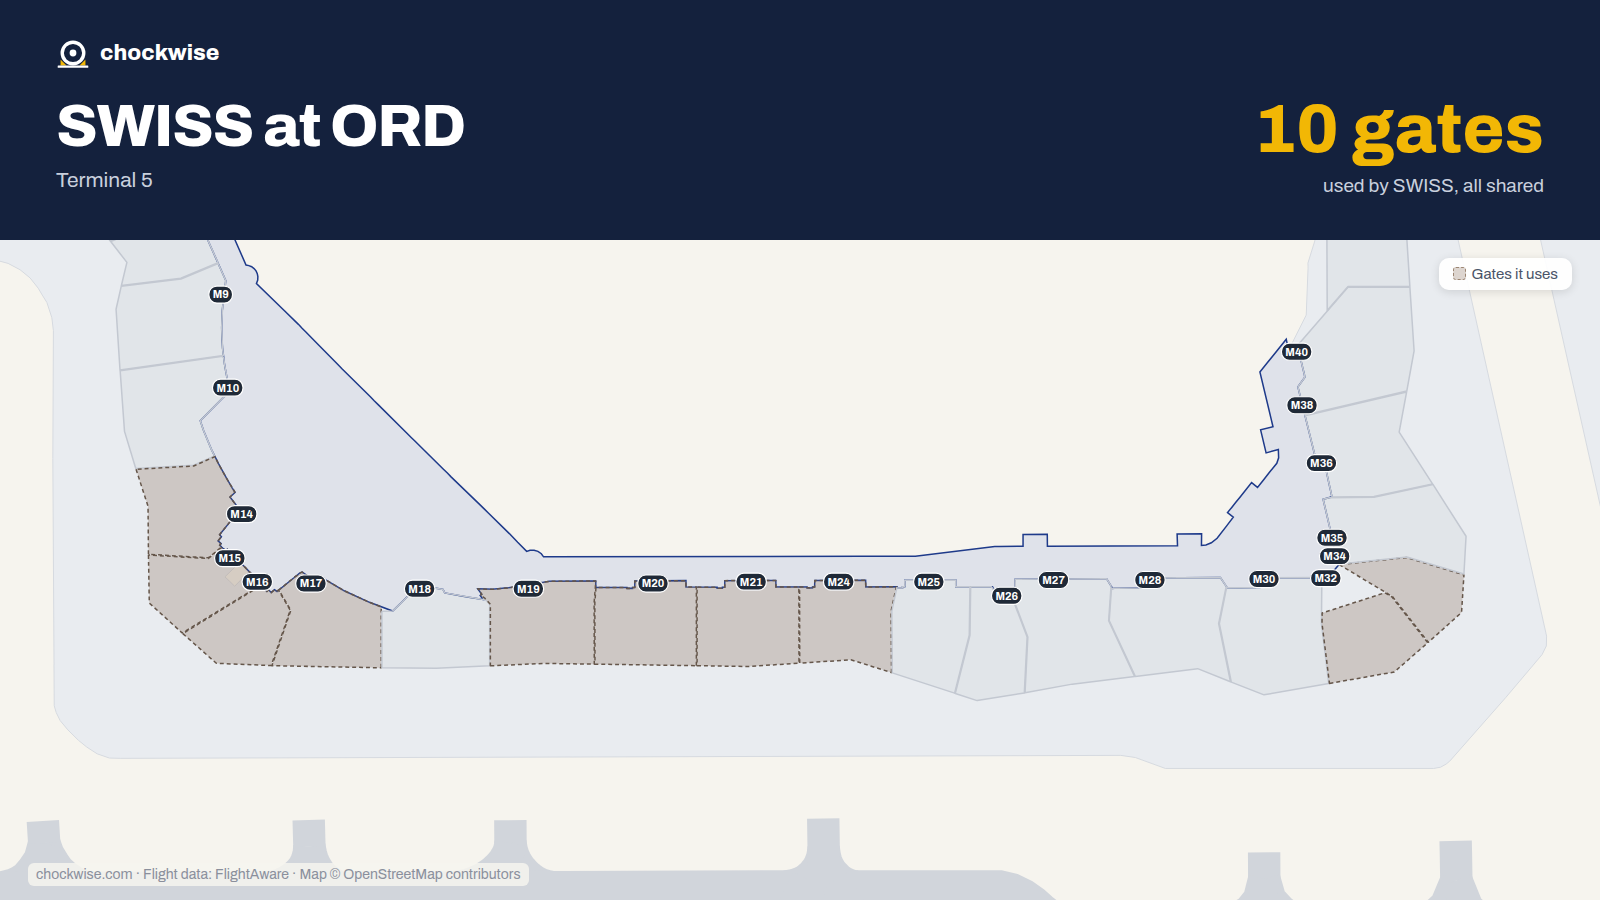 chockwise
SWISS at ORD
Terminal 5
10 gates
used by SWISS, all shared
Gates it uses
M9
M10
M14
M15
M16
M17
M18
M19
M20
M21
M24
M25
M26
M27
M28
M30
M32
M34
M35
M36
M38
M40
chockwise.com · Flight data: FlightAware · Map © OpenStreetMap contributors